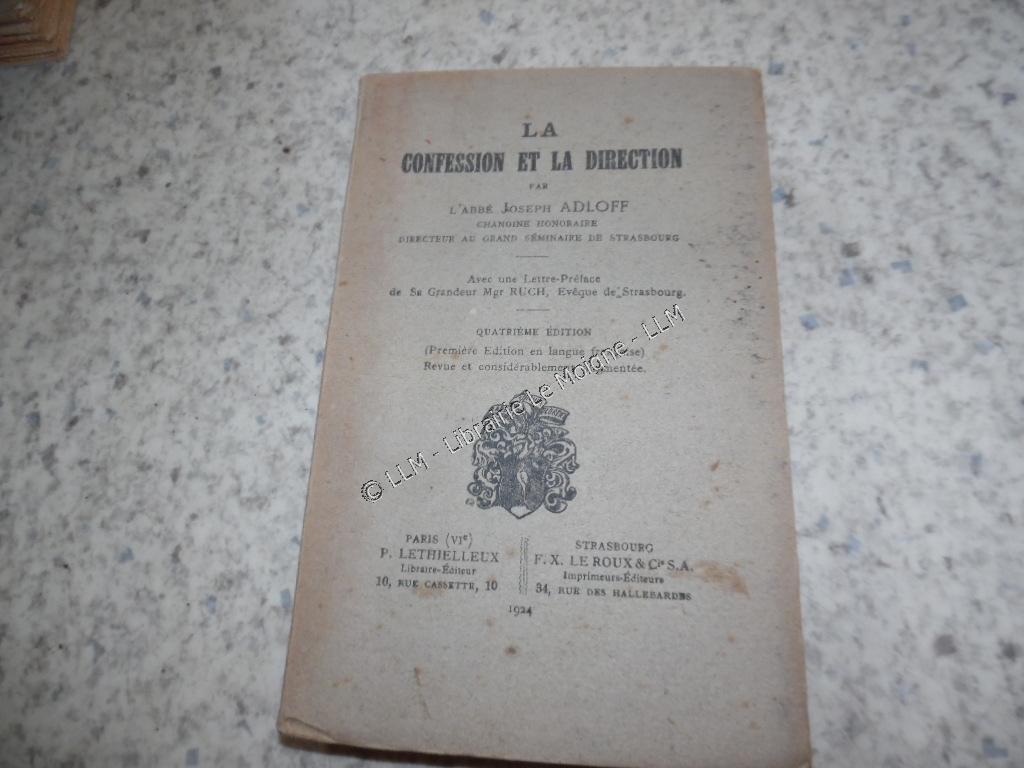 LA
CONFESSION ET LA DIRECTION
PAR
L'ABBÉ JOSEPH ADLOFF
CHANOINE HONORAIRE
DIRECTEUR AU GRAND SÉMINAIRE DE STRASBOURG
Avec une Lettre-Préface
de Sa Grandeur Mgr RUCH, Evêque de Strasbourg.
QUATRIÈME ÉDITION
(Première Edition en langue française)
Revue et considérablement augmentée.
© LLM - Librairie Le Moigne - LLM
PARIS (VIe)
P. LETHIELLEUX
Libraire-Éditeur
10, RUE CASSETTE, 10
STRASBOURG
F. X. LE ROUX & Cie S.A.
Imprimeurs-Éditeurs
34, RUE DES HALLEBARDES
1924